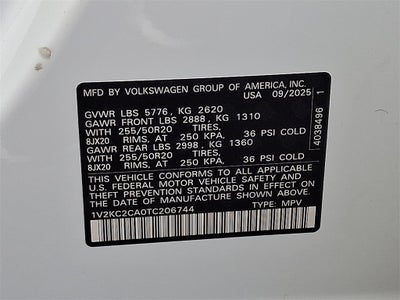 MFD BY VOLKSWAGEN GROUP OF AMERICA, INC.
USA 09/2025
GVWR LBS 5776, KG 2620
GAWR FRONT LBS 2888, KG 1310
WITH 255/50R20 TIRES,
8JX20 RIMS, AT 250 KPA, 36 PSI COLD
GAWR REAR LBS 2998, KG 1360
WITH 255/50R20 TIRES,
8JX20 RIMS, AT 250 KPA, 36 PSI COLD
THIS VEHICLE CONFORMS TO ALL APPLICABLE
U.S. FEDERAL MOTOR VEHICLE SAFETY AND
THEFT PREVENTION STANDARDS IN EFFECT ON
THE DATE OF MANUFACTURE SHOWN ABOVE.
1V2KC2CA0TC206744 TYPE: MPV
4038496 1